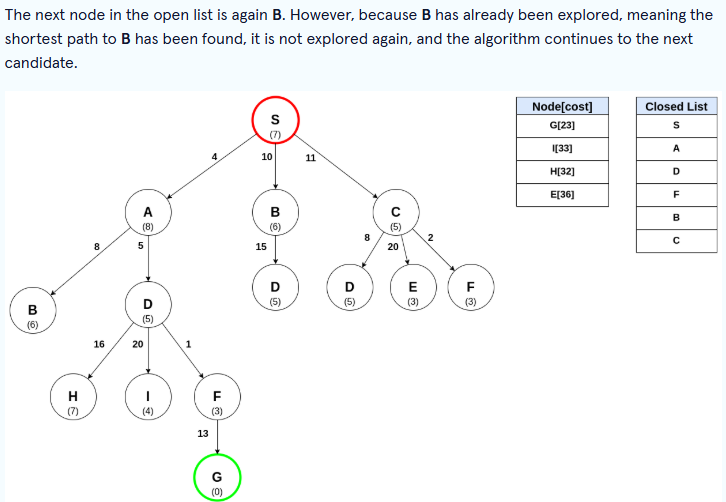 The next node in the open list is again B. However, because B has already been explored, meaning the
shortest path to B has been found, it is not explored again, and the algorithm continues to the next
candidate.
Node[cost]
G[23]
I[33]
H[32]
E[36]
Closed List
S
A
D
F
B
C
S
(7)
4
10
11
A
(8)
B
(6)
C
(5)
8
5
15
8
20
2
B
(6)
D
(5)
D
(5)
D
(5)
E
(3)
F
(3)
16
20
1
H
(7)
I
(4)
F
(3)
13
G
(0)